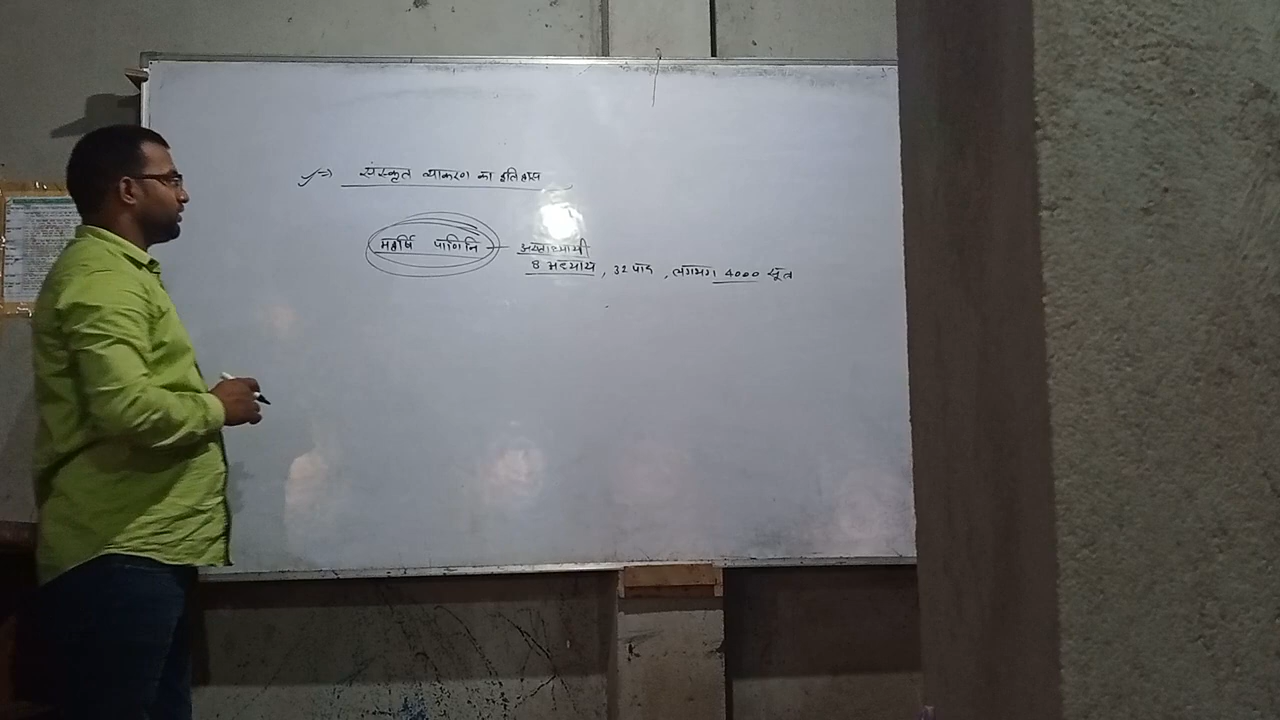 संस्कृत व्याकरण का इतिहास
महर्षि पाणिनि — अष्टाध्यायी
8 अध्याय, 32 पाद, लगभग 4000 सूत्र